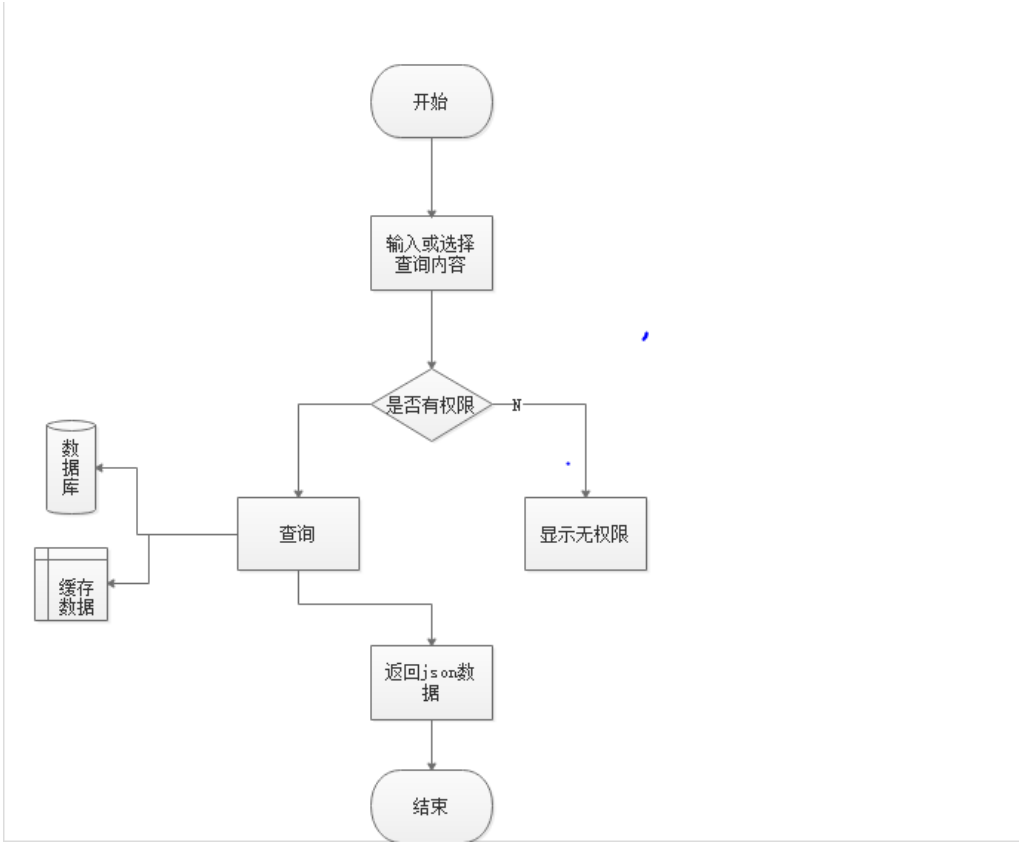 开始
输入或选择
查询内容
是否有权限
N
数
据
库
查询
显示无权限
缓存
数据
返回json数
据
结束